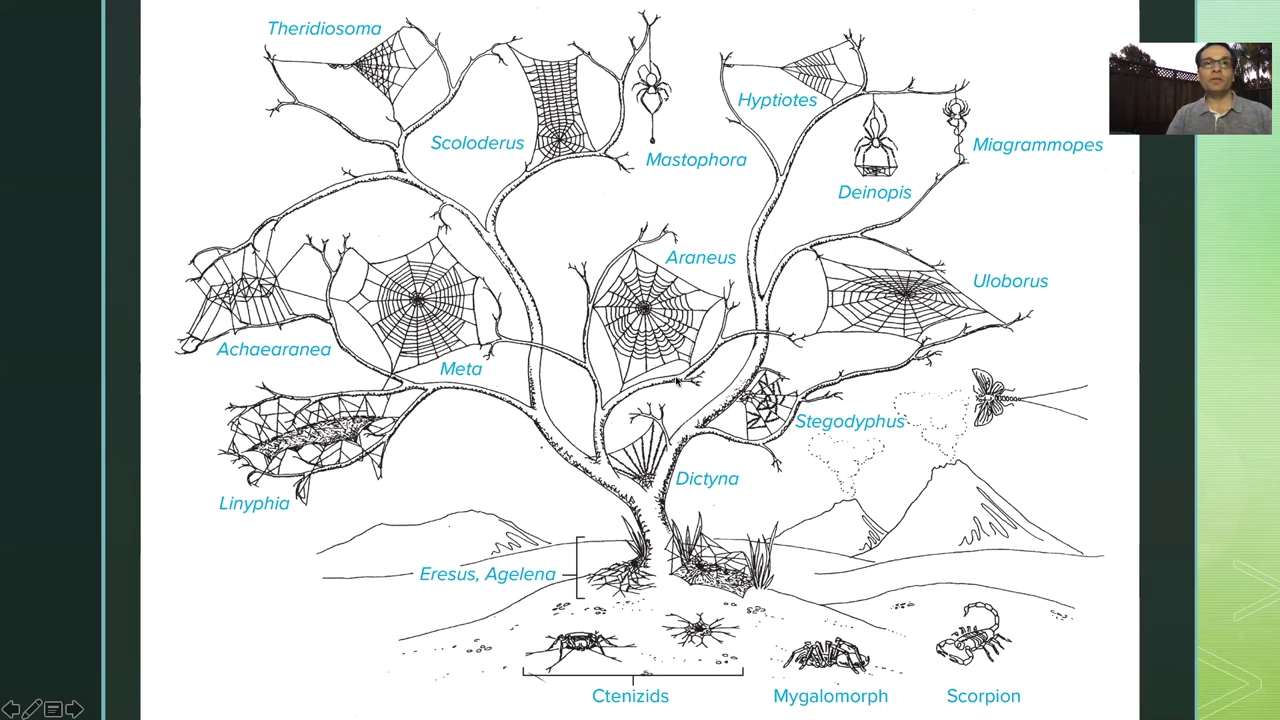 Theridiosoma
Scoloderus
Mastophora
Hyptiotes
Deinopis
Miagrammopes
Araneus
Uloborus
Achaearanea
Meta
Stegodyphus
Linyphia
Dictyna
Eresus, Agelena
Ctenizids
Mygalomorph
Scorpion